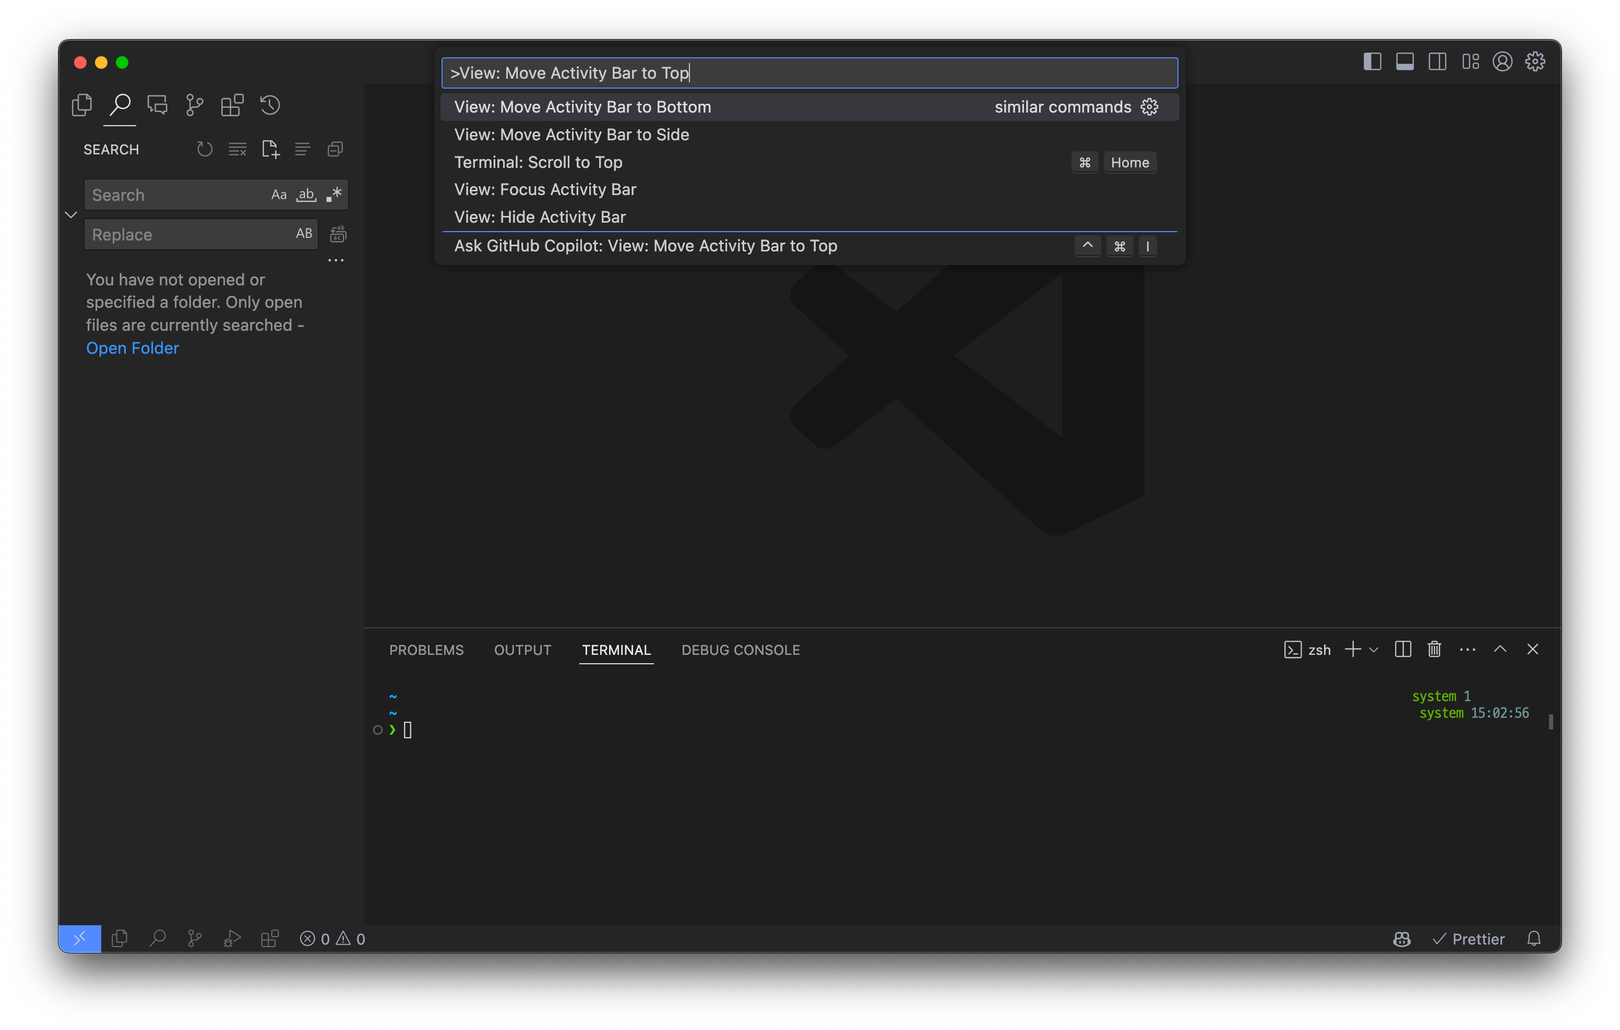 >View: Move Activity Bar to Top
View: Move Activity Bar to Bottom similar commands
View: Move Activity Bar to Side
Terminal: Scroll to Top ⌘ Home
View: Focus Activity Bar
View: Hide Activity Bar
Ask GitHub Copilot: View: Move Activity Bar to Top ^ ⌘ I
SEARCH
Search Aa ab .*
Replace AB
You have not opened or
specified a folder. Only open
files are currently searched -
Open Folder
PROBLEMS OUTPUT TERMINAL DEBUG CONSOLE zsh
~ system 1
~ system 15:02:56
❯
0 0 Prettier